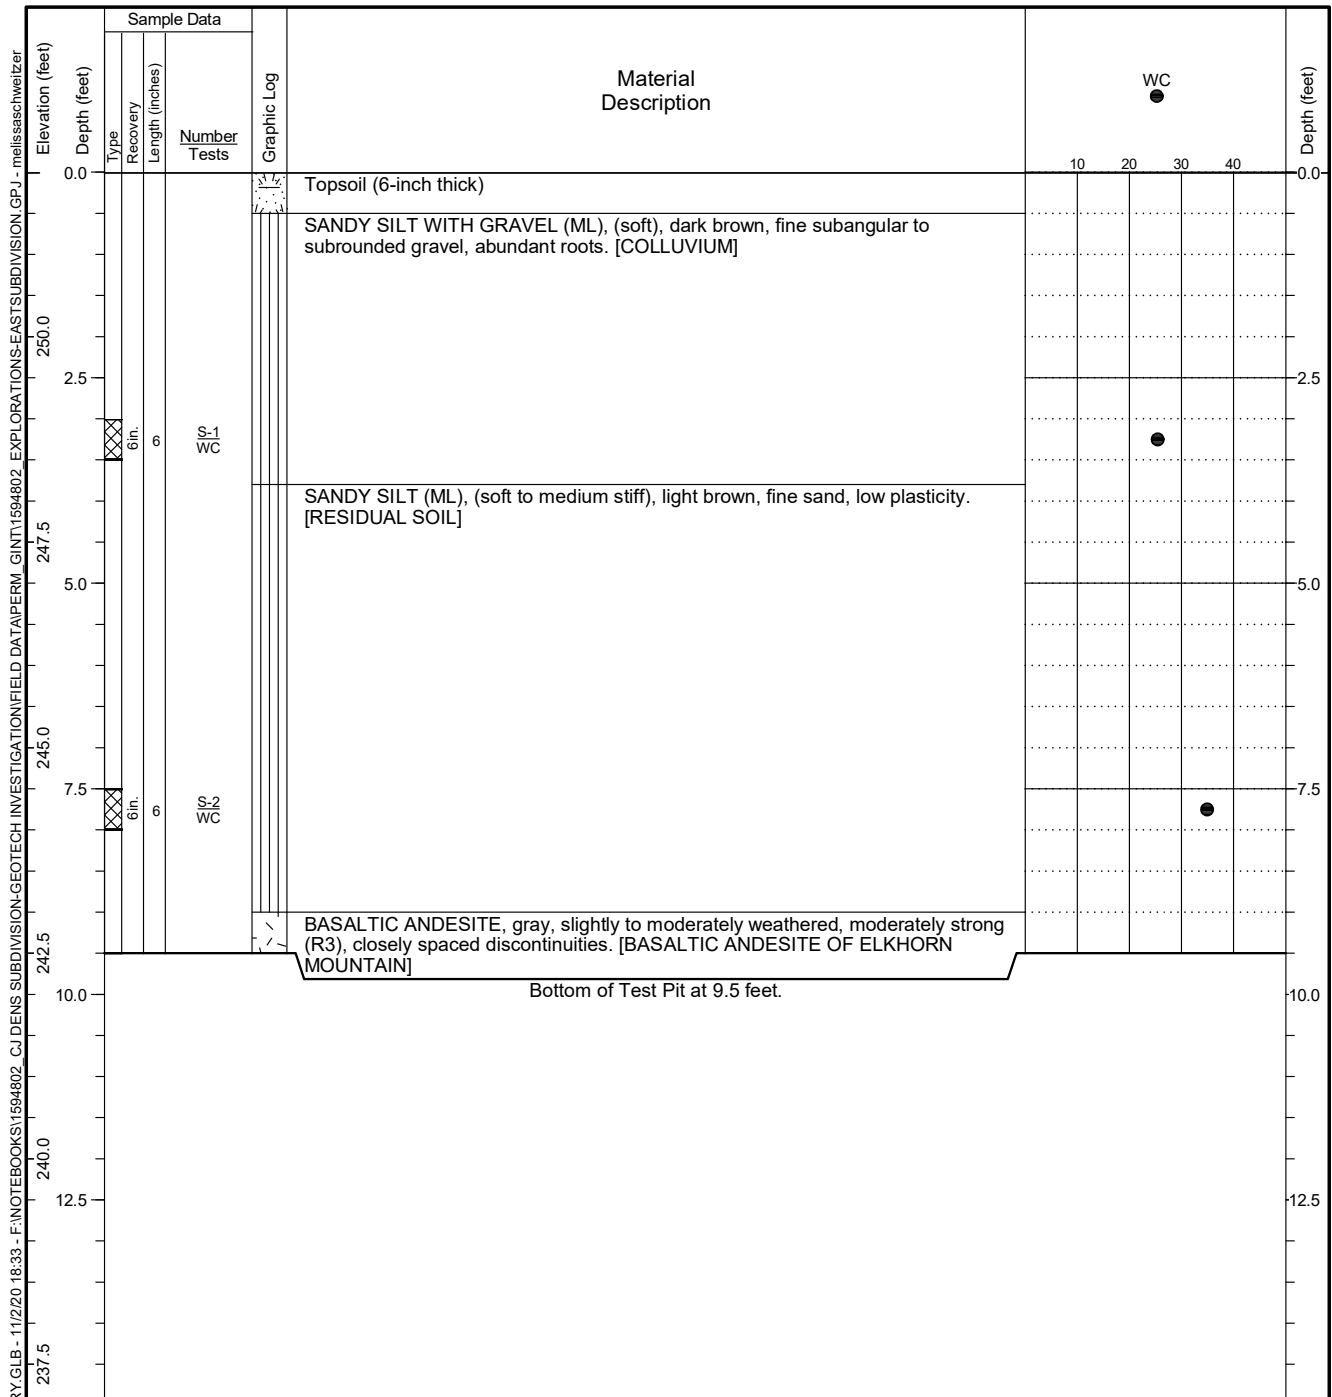 Sample Data
Elevation (feet)
Depth (feet)
Type
Recovery
Length (inches)
Number
Tests
Graphic Log
Material
Description
WC
Depth (feet)
10 20 30 40
0.0
0.0
Topsoil (6-inch thick)
SANDY SILT WITH GRAVEL (ML), (soft), dark brown, fine subangular to
subrounded gravel, abundant roots. [COLLUVIUM]
250.0
2.5
2.5
6in.
6
S-1
WC
SANDY SILT (ML), (soft to medium stiff), light brown, fine sand, low plasticity.
[RESIDUAL SOIL]
247.5
5.0
5.0
245.0
7.5
7.5
6in.
6
S-2
WC
BASALTIC ANDESITE, gray, slightly to moderately weathered, moderately strong
(R3), closely spaced discontinuities. [BASALTIC ANDESITE OF ELKHORN
MOUNTAIN]
242.5
Bottom of Test Pit at 9.5 feet.
10.0
10.0
240.0
12.5
12.5
237.5
RY.GLB - 11/2/20 18:33 - F:\NOTEBOOKS\1594802_CJ DENS SUBDIVISION-GEOTECH INVESTIGATION\FIELD DATA\PERM_GINT\1594802_EXPLORATIONS-EASTSUBDIVISION.GPJ - melissaschweitzer